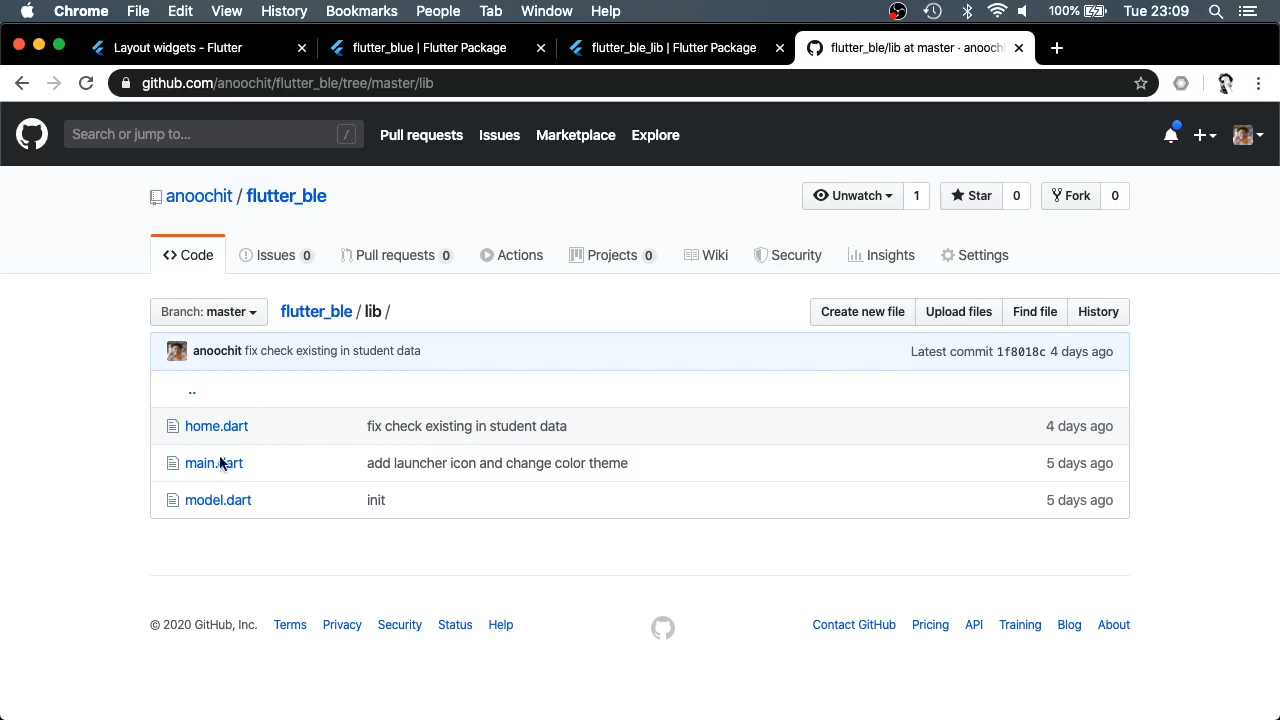 Chrome File Edit View History Bookmarks People Tab Window Help 100% Tue 23:09
Layout widgets - Flutter
flutter_blue | Flutter Package
flutter_ble_lib | Flutter Package
flutter_ble/lib at master · anooch
github.com/anoochit/flutter_ble/tree/master/lib
Search or jump to... /
Pull requests Issues Marketplace Explore
anoochit / flutter_ble
Unwatch 1 Star 0 Fork 0
Code Issues 0 Pull requests 0 Actions Projects 0 Wiki Security Insights Settings
Branch: master flutter_ble / lib / Create new file Upload files Find file History
anoochit fix check existing in student data Latest commit 1f8018c 4 days ago
..
home.dart fix check existing in student data 4 days ago
main.dart add launcher icon and change color theme 5 days ago
model.dart init 5 days ago
© 2020 GitHub, Inc. Terms Privacy Security Status Help Contact GitHub Pricing API Training Blog About